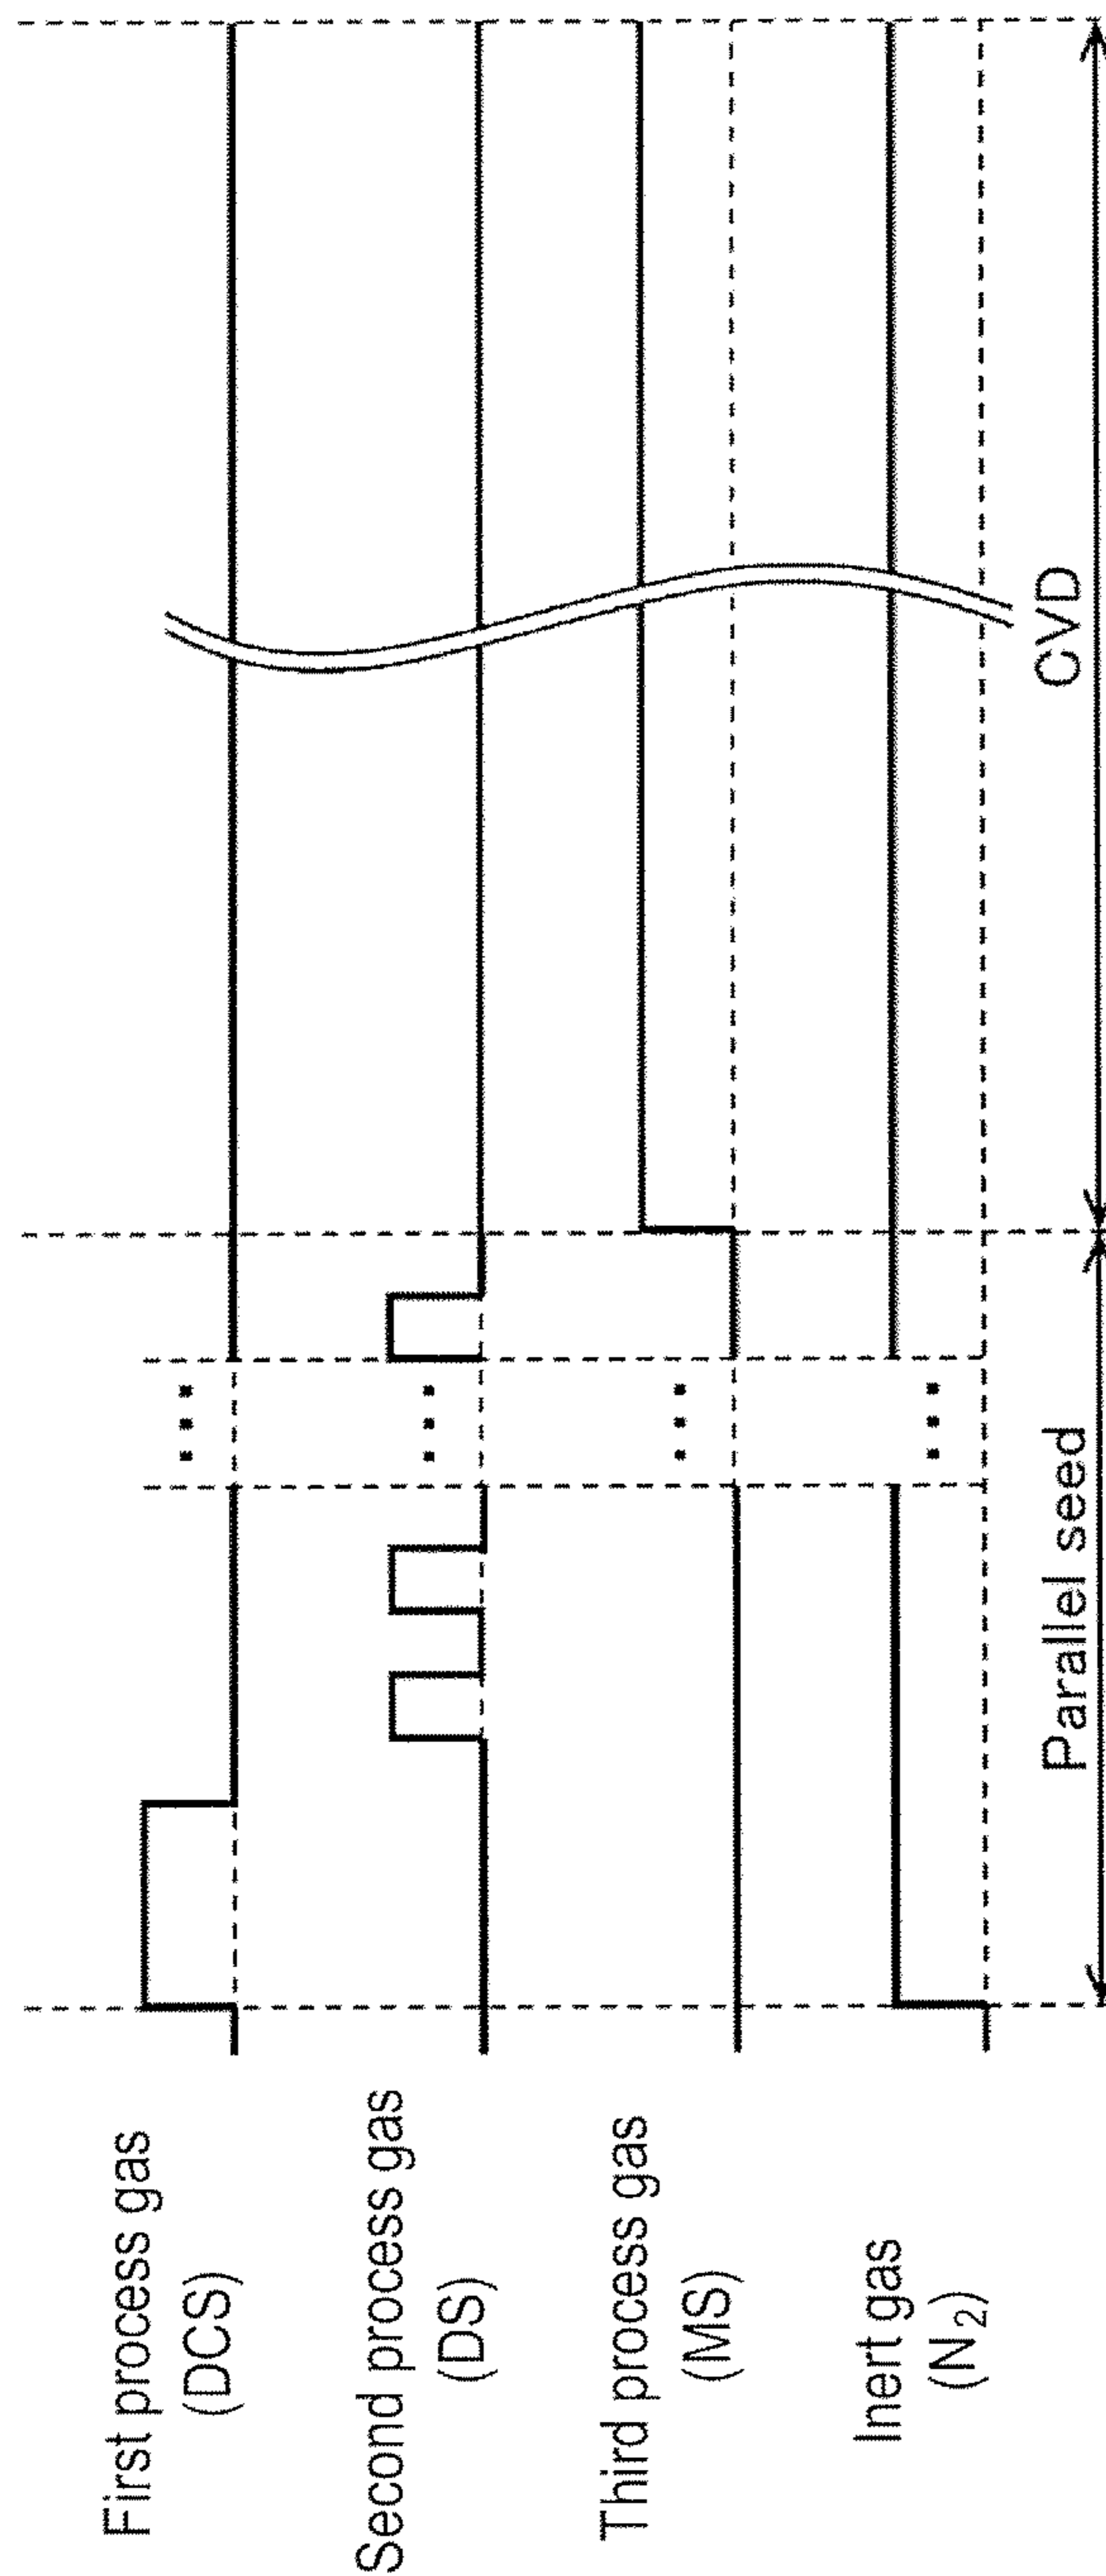 First process gas
(DCS)
Second process gas
(DS)
Third process gas
(MS)
Inert gas
(N₂)
Parallel seed
CVD